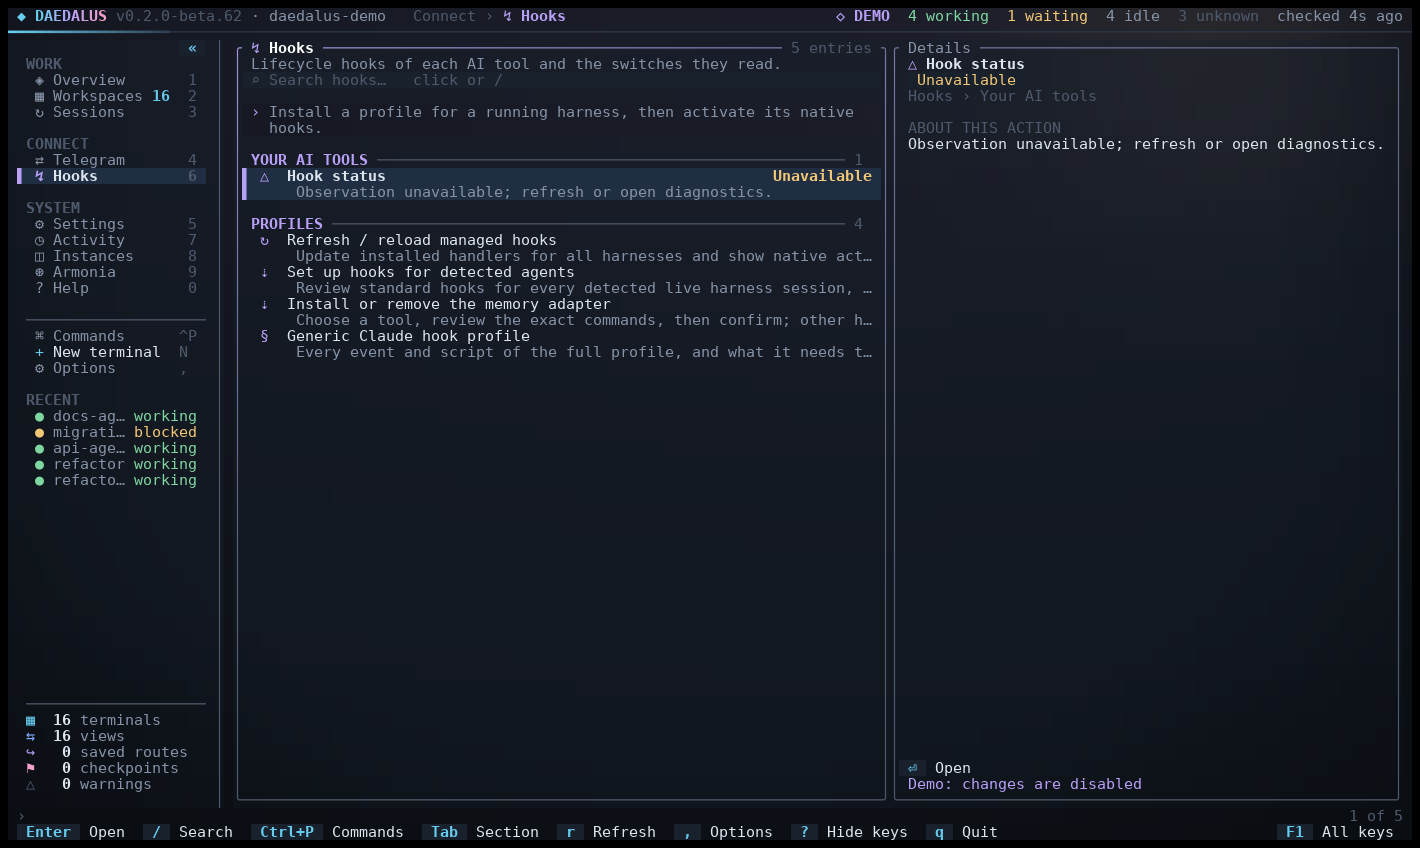 ◆ DAEDALUS v0.2.0-beta.62 · daedalus-demo   Connect › ↯ Hooks   ◇ DEMO  4 working  1 waiting  4 idle  3 unknown  checked 4s ago
«
WORK
◈ Overview 1
▦ Workspaces 16 2
↻ Sessions 3
CONNECT
⇄ Telegram 4
↯ Hooks 6
SYSTEM
⚙ Settings 5
◷ Activity 7
◫ Instances 8
⊛ Armonia 9
? Help 0
⌘ Commands ^P
+ New terminal N
⚙ Options ,
RECENT
● docs-ag… working
● migrati… blocked
● api-age… working
● refactor working
● refacto… working
▦ 16 terminals
⇆ 16 views
↪ 0 saved routes
⚑ 0 checkpoints
△ 0 warnings
↯ Hooks 5 entries
Lifecycle hooks of each AI tool and the switches they read.
⌕ Search hooks…   click or /
› Install a profile for a running harness, then activate its native
hooks.
YOUR AI TOOLS 1
△ Hook status Unavailable
Observation unavailable; refresh or open diagnostics.
PROFILES 4
↻ Refresh / reload managed hooks
Update installed handlers for all harnesses and show native act…
⇣ Set up hooks for detected agents
Review standard hooks for every detected live harness session, …
⇣ Install or remove the memory adapter
Choose a tool, review the exact commands, then confirm; other h…
§ Generic Claude hook profile
Every event and script of the full profile, and what it needs t…
Details
△ Hook status
Unavailable
Hooks › Your AI tools
ABOUT THIS ACTION
Observation unavailable; refresh or open diagnostics.
⏎ Open
Demo: changes are disabled
› 1 of 5
Enter Open  / Search  Ctrl+P Commands  Tab Section  r Refresh  , Options  ? Hide keys  q Quit  F1 All keys